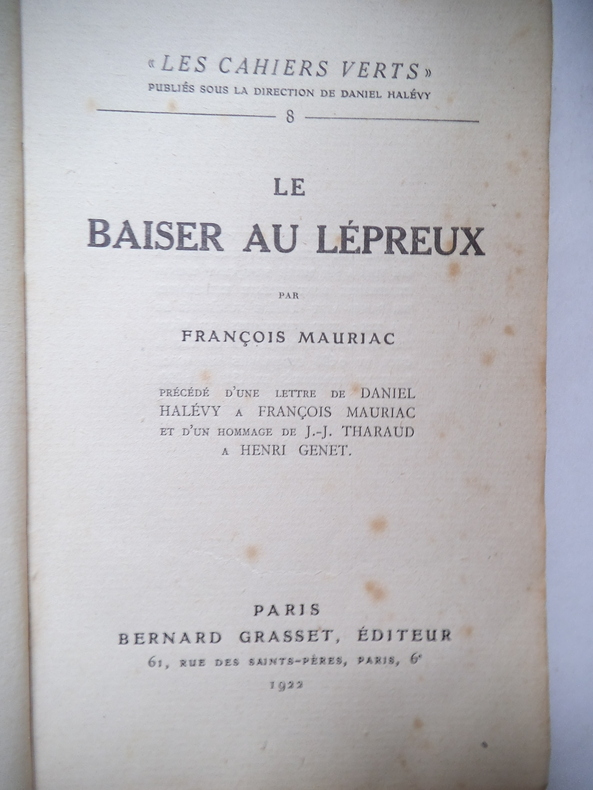 « LES CAHIERS VERTS »
PUBLIÉS SOUS LA DIRECTION DE DANIEL HALÉVY
8
LE
BAISER AU LÉPREUX
PAR
FRANÇOIS MAURIAC
PRÉCÉDÉ D'UNE LETTRE DE DANIEL
HALÉVY A FRANÇOIS MAURIAC
ET D'UN HOMMAGE DE J.-J. THARAUD
A HENRI GENET.
PARIS
BERNARD GRASSET, ÉDITEUR
61, RUE DES SAINTS-PÈRES, PARIS, 6e
1922